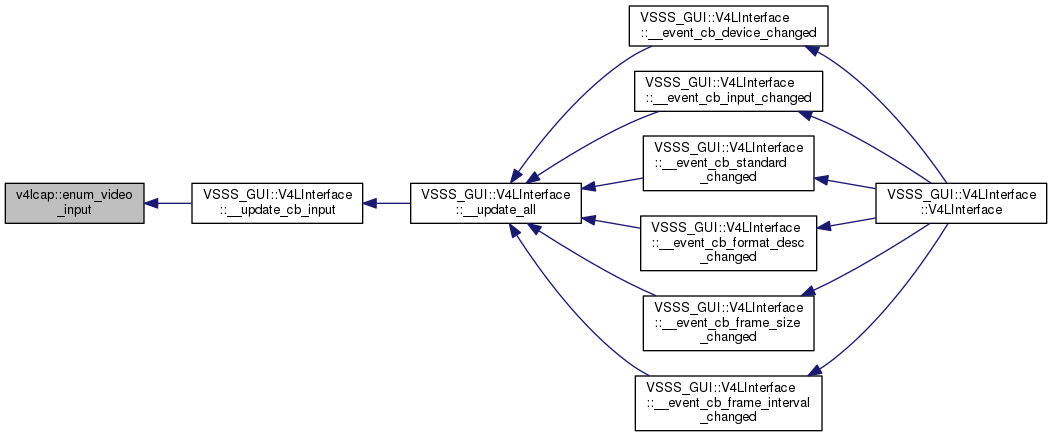 v4lcap::enum_video
_input
VSSS_GUI::V4LInterface
::__update_cb_input
VSSS_GUI::V4LInterface
::__update_all
VSSS_GUI::V4LInterface
::__event_cb_device_changed
VSSS_GUI::V4LInterface
::__event_cb_input_changed
VSSS_GUI::V4LInterface
::__event_cb_standard
_changed
VSSS_GUI::V4LInterface
::__event_cb_format_desc
_changed
VSSS_GUI::V4LInterface
::__event_cb_frame_size
_changed
VSSS_GUI::V4LInterface
::__event_cb_frame_interval
_changed
VSSS_GUI::V4LInterface
::V4LInterface